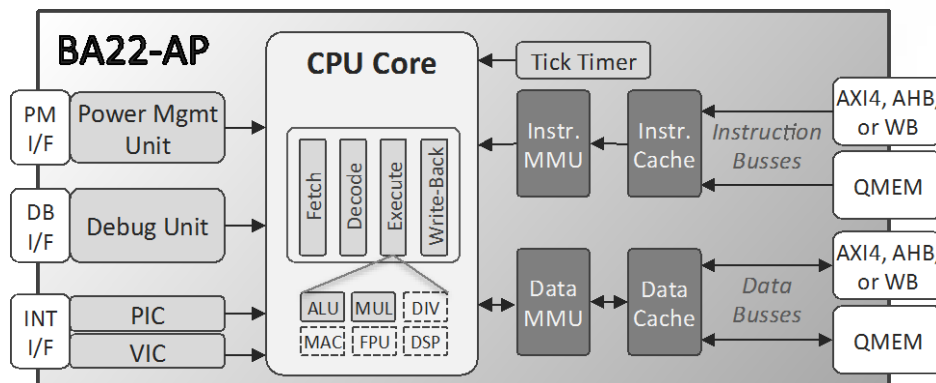 BA22-AP
CPU Core
Tick Timer
PM
I/F
Power Mgmt
Unit
DB
I/F
Debug Unit
INT
I/F
PIC
VIC
Fetch
Decode
Execute
Write-Back
ALU
MUL
DIV
MAC
FPU
DSP
Instr.
MMU
Instr.
Cache
Instruction
Busses
AXI4, AHB,
or WB
QMEM
Data
MMU
Data
Cache
Data
Busses
AXI4, AHB,
or WB
QMEM